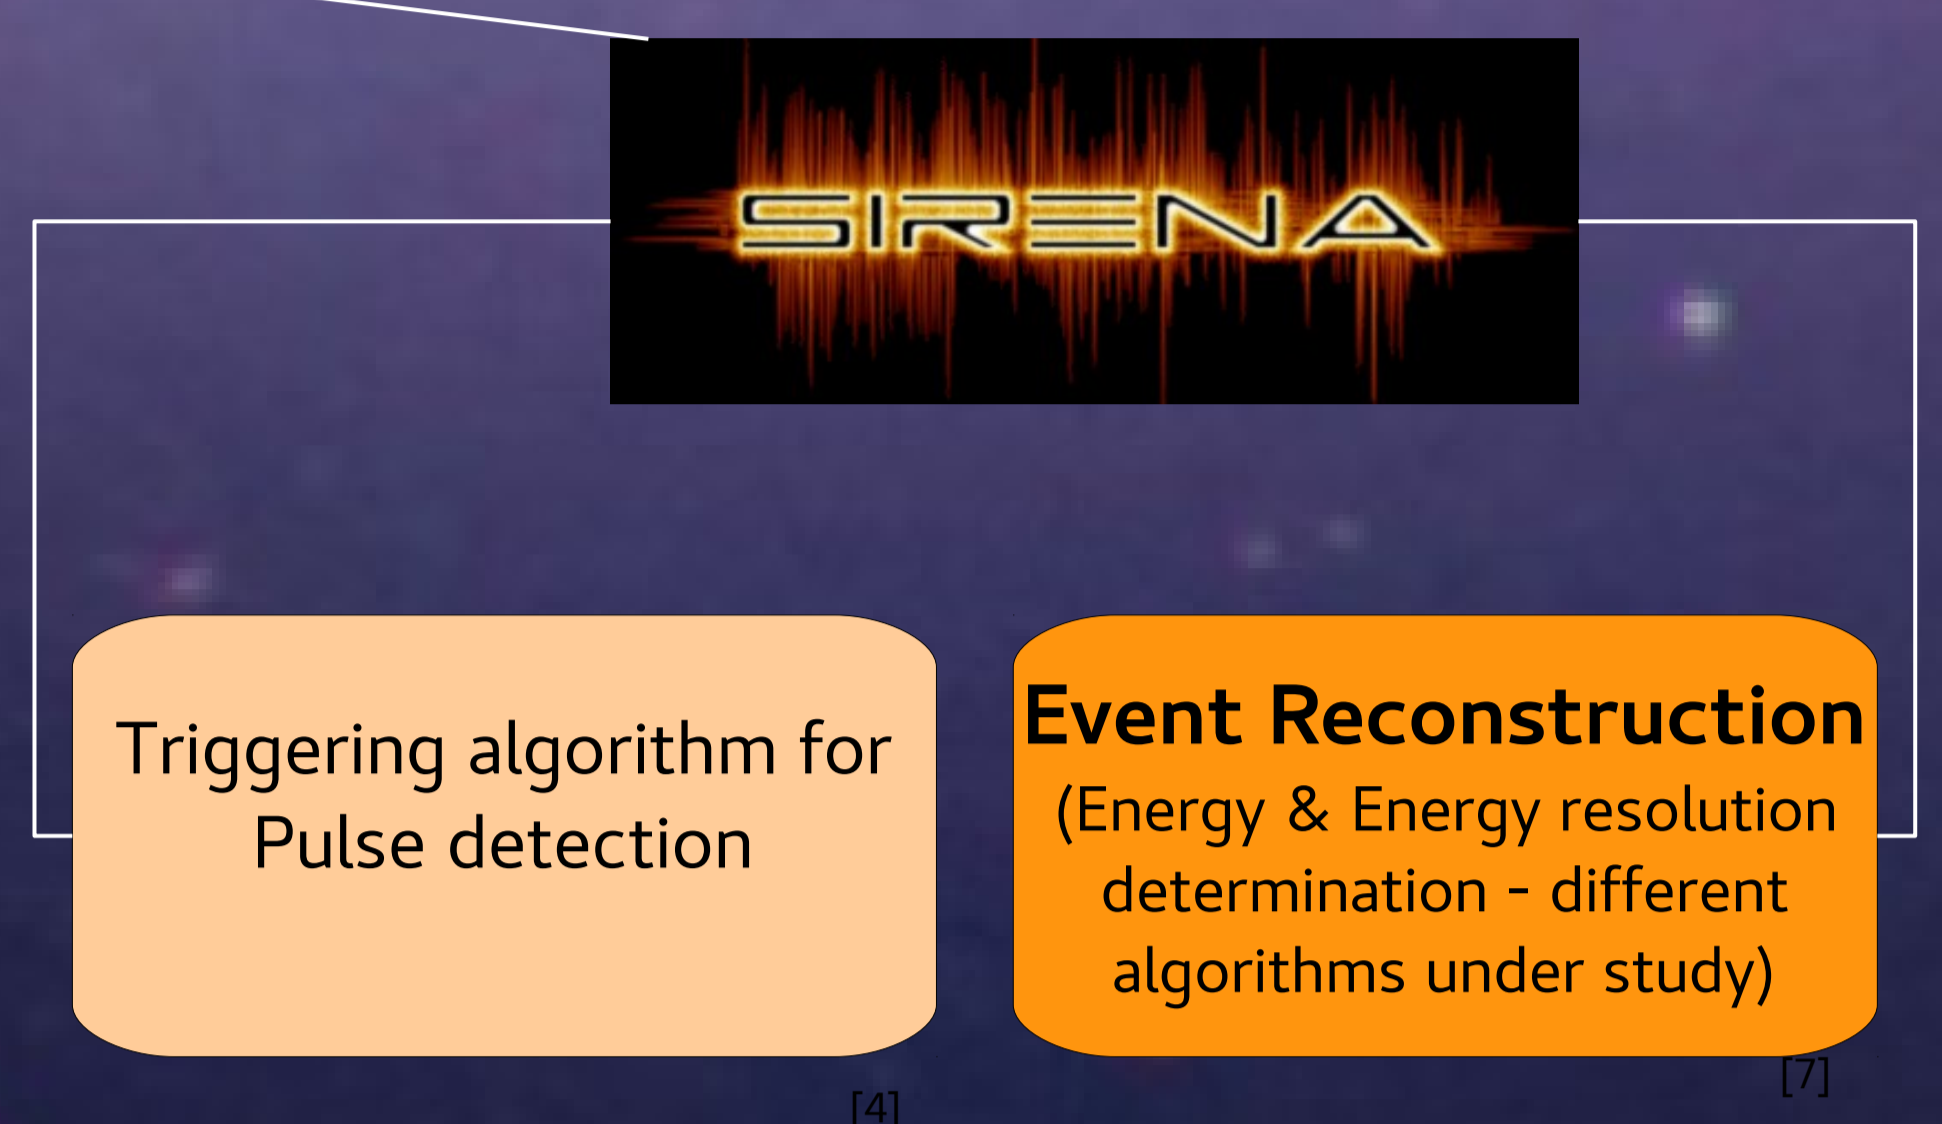 SIRENA
Triggering algorithm for
Pulse detection
[4]
Event Reconstruction
(Energy & Energy resolution
determination - different
algorithms under study)
[7]